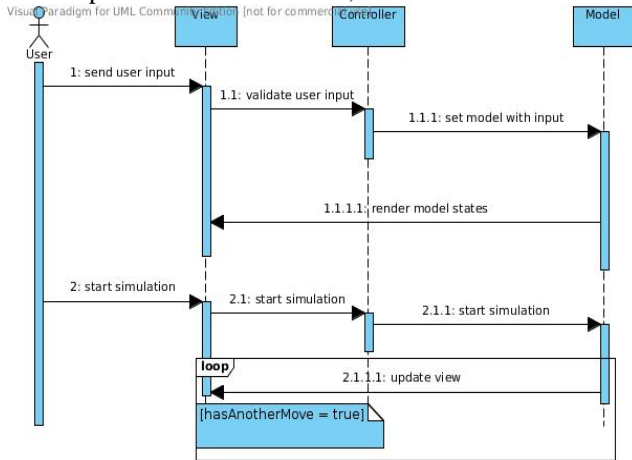 Visual Paradigm for UML Community Edition [not for commercial use]
View
Controller
Model
User
1: send user input
1.1: validate user input
1.1.1: set model with input
1.1.1.1: render model states
2: start simulation
2.1: start simulation
2.1.1: start simulation
loop
2.1.1.1: update view
[hasAnotherMove = true]